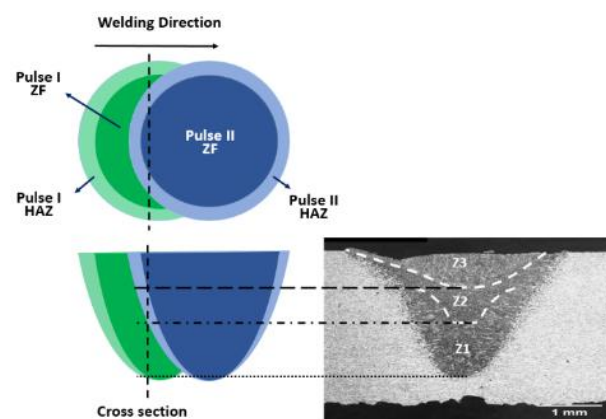 Welding Direction
Pulse I
ZF
Pulse II
ZF
Pulse I
HAZ
Pulse II
HAZ
Z3
Z2
Z1
1 mm
Cross section